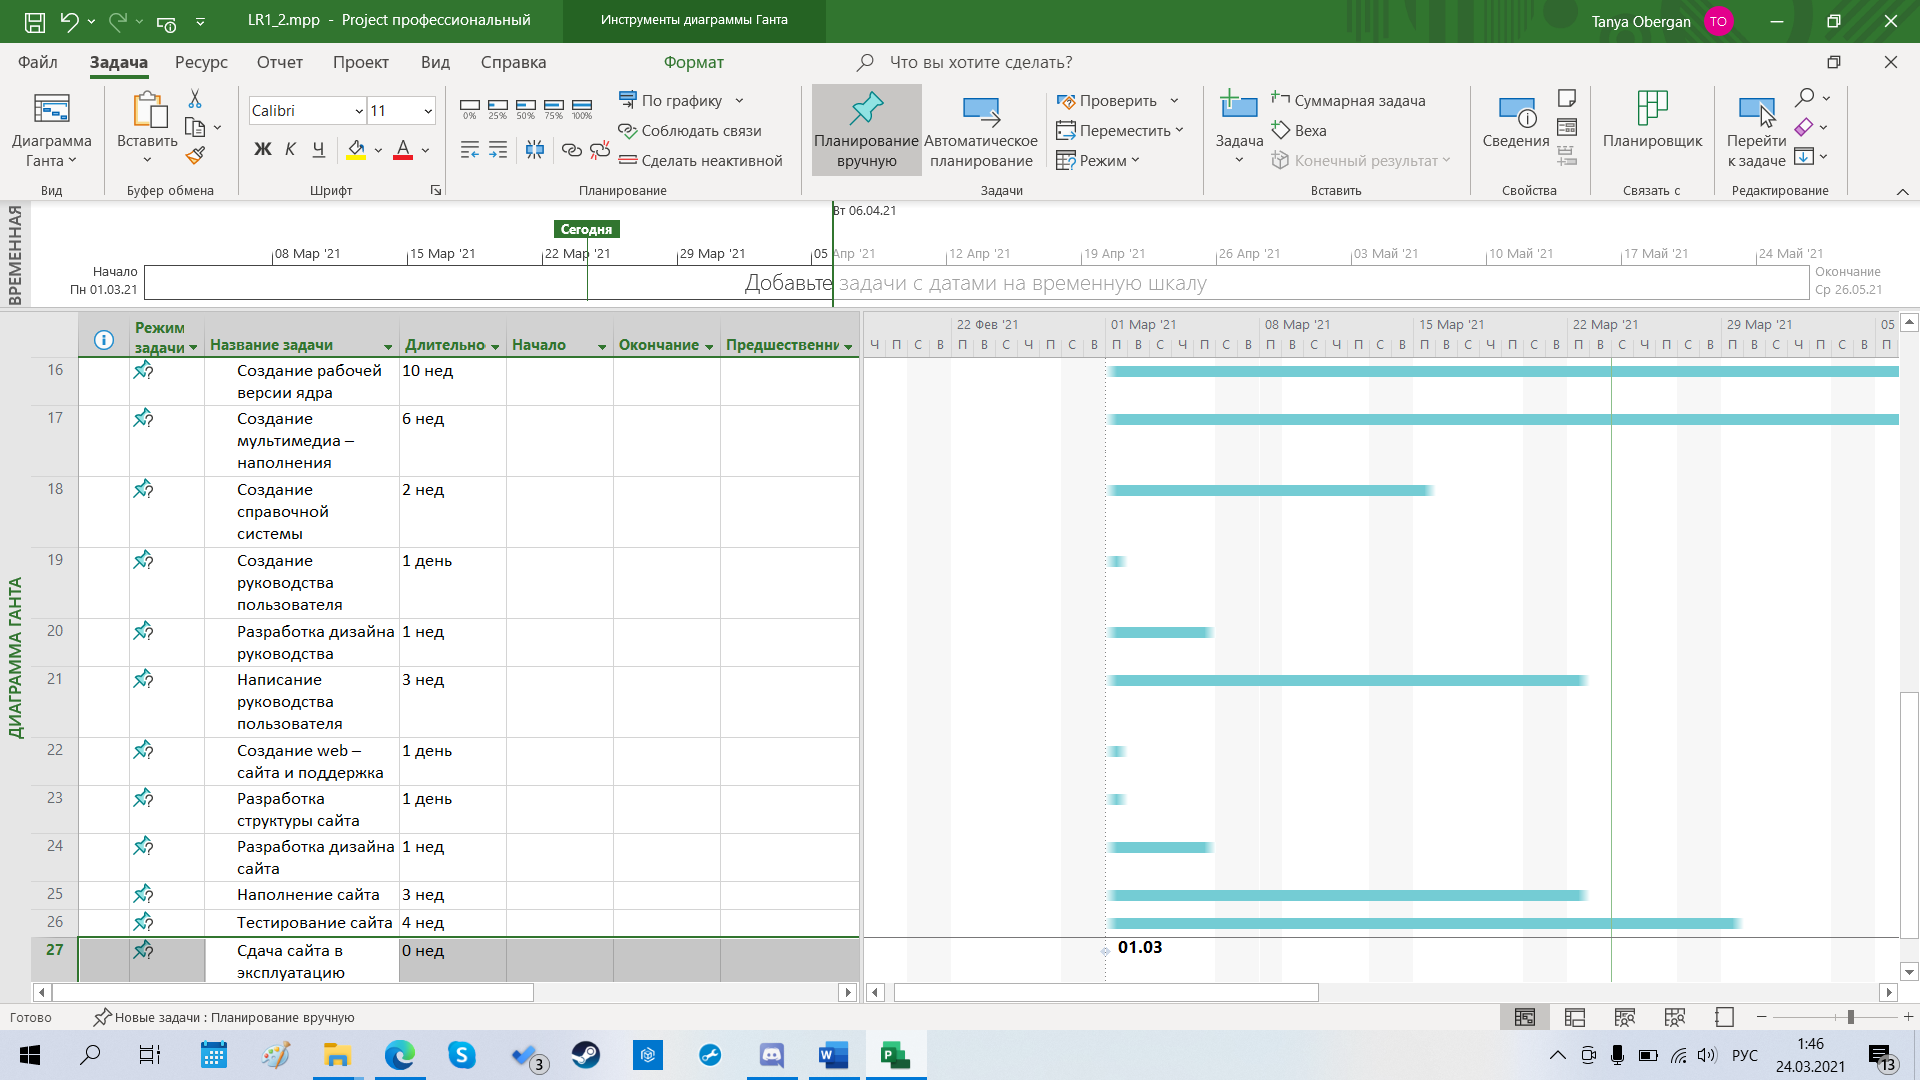 LR1_2.mpp - Project профессиональный
Инструменты диаграммы Ганта
Tanya Obergan
TO
Файл Задача Ресурс Отчет Проект Вид Справка Формат Что вы хотите сделать?
Диаграмма Ганта
Вид
Вставить
Буфер обмена
Calibri 11
Ж К Ч
Шрифт
0% 25% 50% 75% 100%
По графику
Соблюдать связи
Сделать неактивной
Планирование
Планирование вручную
Автоматическое планирование
Проверить
Переместить
Режим
Задачи
Задача
Суммарная задача
Веха
Конечный результат
Вставить
Сведения
Свойства
Планировщик
Связать с
Перейти к задаче
Редактирование
ВРЕМЕННАЯ
Вт 06.04.21
Сегодня
08 Мар '21 15 Мар '21 22 Мар '21 29 Мар '21 05 Апр '21 12 Апр '21 19 Апр '21 26 Апр '21 03 Май '21 10 Май '21 17 Май '21 24 Май '21
Начало
Пн 01.03.21
Добавьте задачи с датами на временную шкалу
Окончание
Ср 26.05.21
ДИАГРАММА ГАНТА
Режим задачи Название задачи Длительно Начало Окончание Предшественни
22 Фев '21 01 Мар '21 08 Мар '21 15 Мар '21 22 Мар '21 29 Мар '21 05
Ч П С В П В С Ч П С В П В С Ч П С В П В С Ч П С В П В С Ч П С В П В С Ч П С В П В С Ч П С В П
16 Создание рабочей 10 нед
версии ядра
17 Создание 6 нед
мультимедиа –
наполнения
18 Создание 2 нед
справочной
системы
19 Создание 1 день
руководства
пользователя
20 Разработка дизайна 1 нед
руководства
21 Написание 3 нед
руководства
пользователя
22 Создание web – 1 день
сайта и поддержка
23 Разработка 1 день
структуры сайта
24 Разработка дизайна 1 нед
сайта
25 Наполнение сайта 3 нед
26 Тестирование сайта 4 нед
27 Сдача сайта в 0 нед 01.03
эксплуатацию
Готово Новые задачи : Планирование вручную
3
РУС
1:46
24.03.2021
13